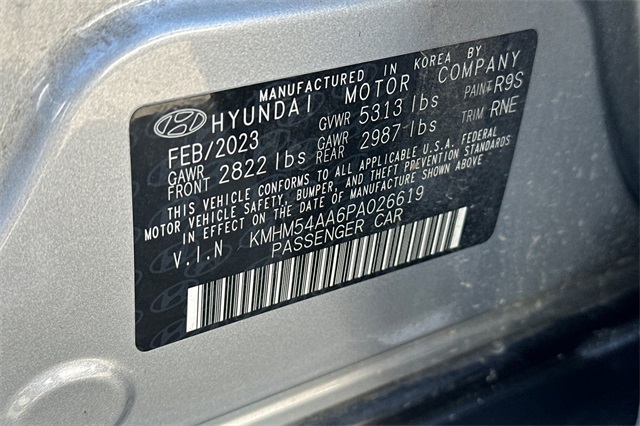 MANUFACTURED IN KOREA BY
HYUNDAI MOTOR COMPANY
FEB/2023 GVWR 5313 lbs PAINT R9S
GAWR FRONT 2822 lbs GAWR REAR 2987 lbs TRIM RNE
THIS VEHICLE CONFORMS TO ALL APPLICABLE U.S.A. FEDERAL
MOTOR VEHICLE SAFETY, BUMPER, AND THEFT PREVENTION STANDARDS
IN EFFECT ON THE DATE OF MANUFACTURE SHOWN ABOVE
V.I.N KMHM54AA6PA026619
PASSENGER CAR